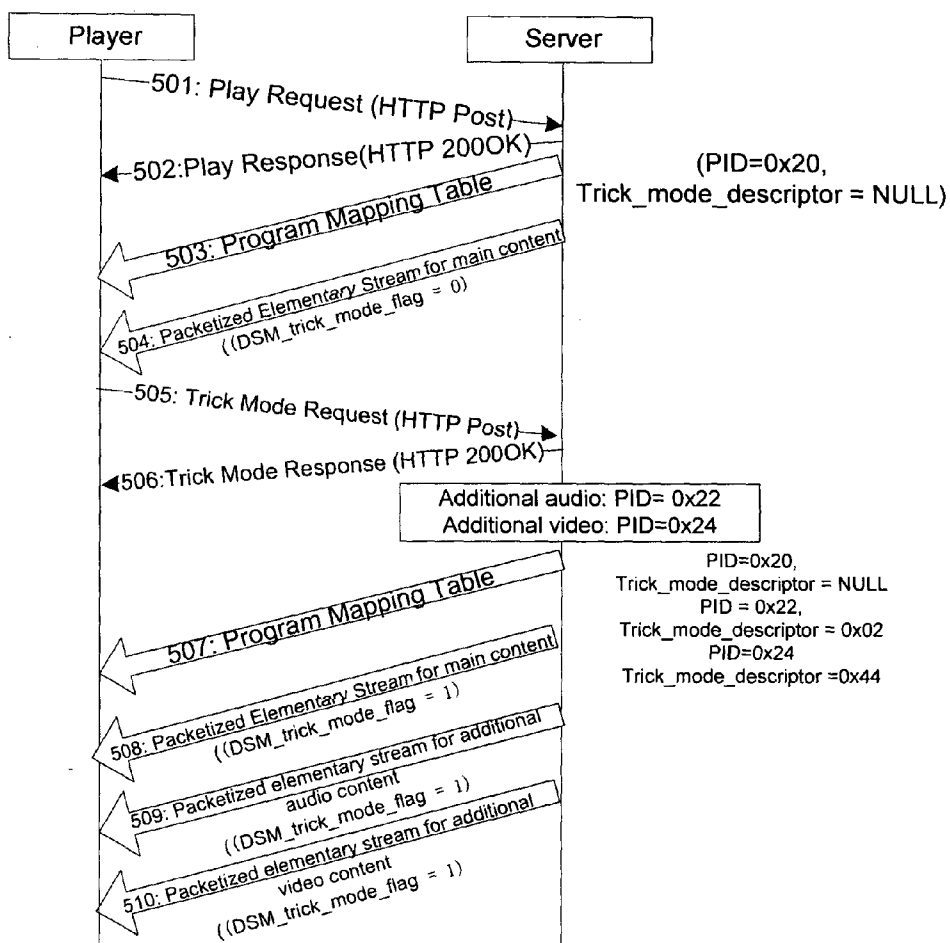 Player
Server
501: Play Request (HTTP Post)
502:Play Response(HTTP 200OK)
(PID=0x20,
Trick_mode_descriptor = NULL)
503: Program Mapping Table
504: Packetized Elementary Stream for main content
((DSM_trick_mode_flag = 0)
505: Trick Mode Request (HTTP Post)
506:Trick Mode Response (HTTP 200OK)
Additional audio: PID= 0x22
Additional video: PID=0x24
PID=0x20,
Trick_mode_descriptor = NULL
PID = 0x22,
Trick_mode_descriptor = 0x02
PID=0x24
Trick_mode_descriptor =0x44
507: Program Mapping Table
508: Packetized Elementary Stream for main content
((DSM_trick_mode_flag = 1)
509: Packetized elementary stream for additional
audio content
((DSM_trick_mode_flag = 1)
510: Packetized elementary stream for additional
video content
((DSM_trick_mode_flag = 1)